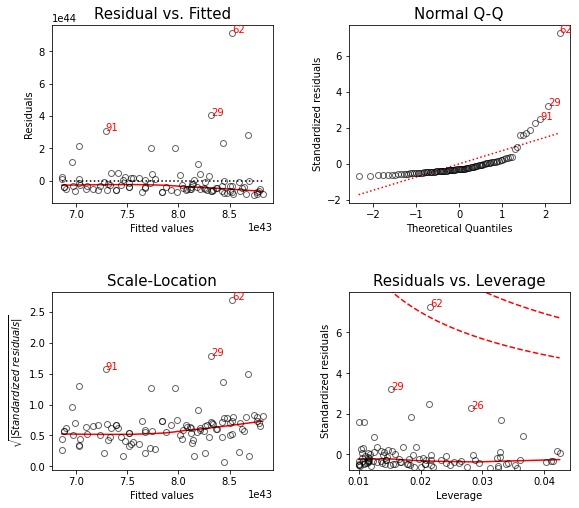 Residual vs. Fitted
1e44
Residuals
8
6
4
2
0
62
29
91
7.0 7.5 8.0 8.5
1e43
Fitted values
Normal Q-Q
Standardized residuals
6
4
2
0
−2
62
29
91
−2 −1 0 1 2
Theoretical Quantiles
Scale-Location
√|Standardized residuals|
2.5
2.0
1.5
1.0
0.5
0.0
62
29
91
7.0 7.5 8.0 8.5
1e43
Fitted values
Residuals vs. Leverage
Standardized residuals
8
6
4
2
0
62
29
26
0.01 0.02 0.03 0.04
Leverage